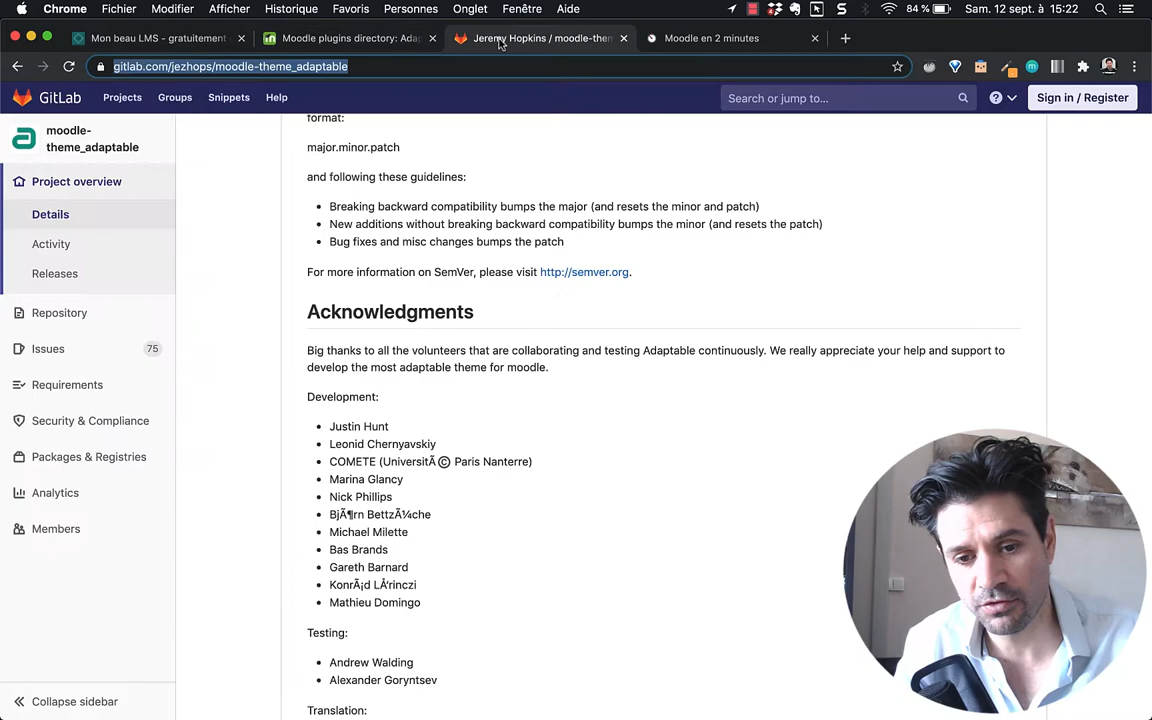 Chrome Fichier Modifier Afficher Historique Favoris Personnes Onglet Fenêtre Aide 84 % Sam. 12 sept. à 15:22
Mon beau LMS - gratuitement Moodle plugins directory: Ada Jeremy Hopkins / moodle-then Moodle en 2 minutes
gitlab.com/jezhops/moodle-theme_adaptable
GitLab Projects Groups Snippets Help Search or jump to... Sign in / Register
moodle-
theme_adaptable
Project overview
Details
Activity
Releases
Repository
Issues 75
Requirements
Security & Compliance
Packages & Registries
Analytics
Members
Collapse sidebar
format:
major.minor.patch
and following these guidelines:
Breaking backward compatibility bumps the major (and resets the minor and patch)
New additions without breaking backward compatibility bumps the minor (and resets the patch)
Bug fixes and misc changes bumps the patch
For more information on SemVer, please visit http://semver.org.
Acknowledgments
Big thanks to all the volunteers that are collaborating and testing Adaptable continuously. We really appreciate your help and support to
develop the most adaptable theme for moodle.
Development:
Justin Hunt
Leonid Chernyavskiy
COMETE (UniversitÃ© Paris Nanterre)
Marina Glancy
Nick Phillips
BjÃ¶rn BettzÃ¼che
Michael Milette
Bas Brands
Gareth Barnard
KonrÃ¡d LÅ‘rinczi
Mathieu Domingo
Testing:
Andrew Walding
Alexander Goryntsev
Translation: